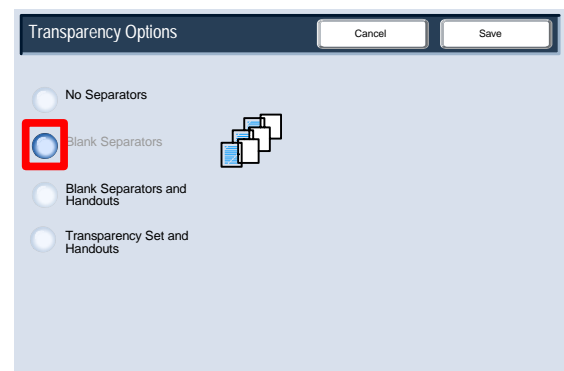 Transparency Options
Cancel
Save
No Separators
Blank Separators
Blank Separators and
Handouts
Transparency Set and
Handouts